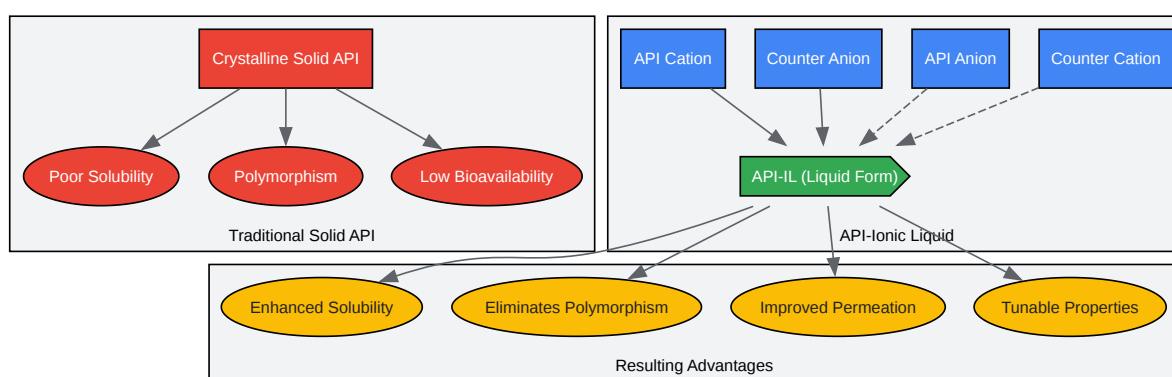 Crystalline Solid API
Poor Solubility
Polymorphism
Low Bioavailability
Traditional Solid API
API Cation
Counter Anion
API Anion
Counter Cation
API-IL (Liquid Form)
API-Ionic Liquid
Enhanced Solubility
Eliminates Polymorphism
Improved Permeation
Tunable Properties
Resulting Advantages